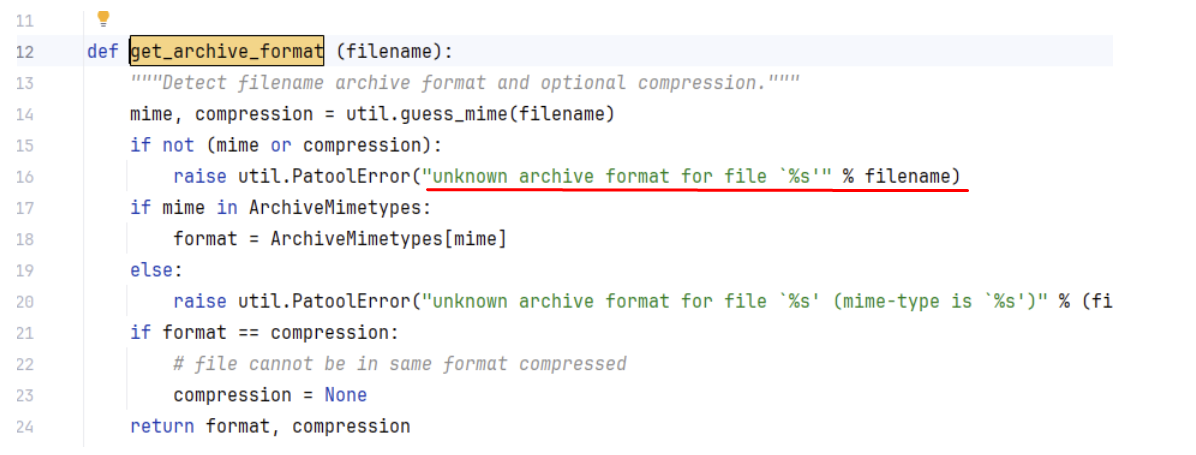 11
12 def get_archive_format (filename):
13 """Detect filename archive format and optional compression."""
14 mime, compression = util.guess_mime(filename)
15 if not (mime or compression):
16 raise util.PatoolError("unknown archive format for file `%s'" % filename)
17 if mime in ArchiveMimetypes:
18 format = ArchiveMimetypes[mime]
19 else:
20 raise util.PatoolError("unknown archive format for file `%s' (mime-type is `%s')" % (fi
21 if format == compression:
22 # file cannot be in same format compressed
23 compression = None
24 return format, compression